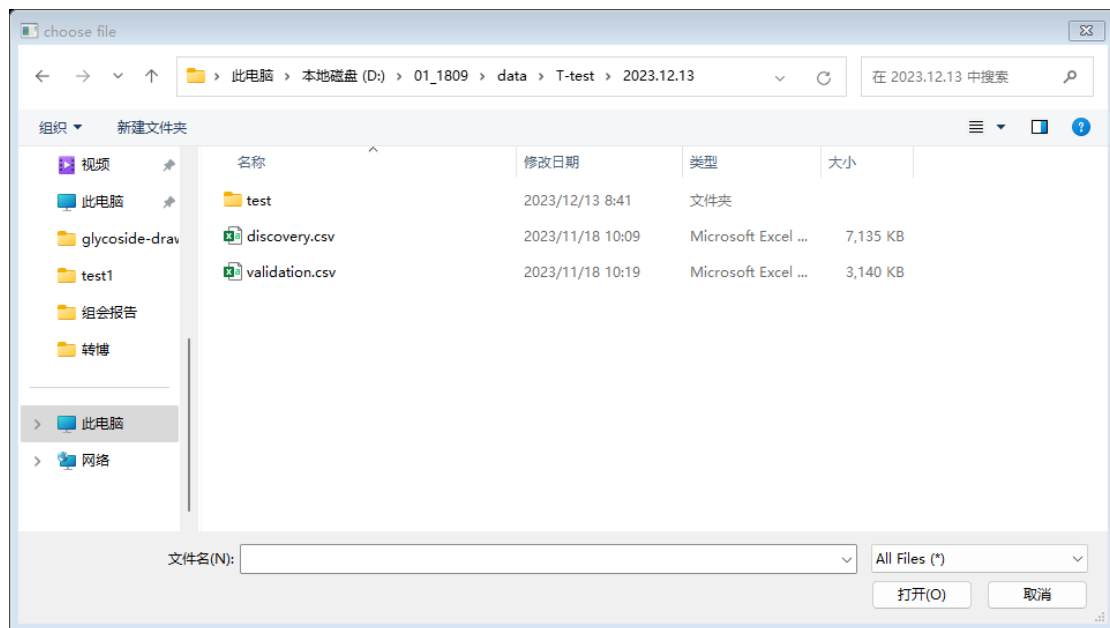 choose file
此电脑 › 本地磁盘 (D:) › 01_1809 › data › T-test › 2023.12.13
在 2023.12.13 中搜索
组织 新建文件夹
视频
此电脑
glycoside-drav
test1
组会报告
转博
此电脑
网络
名称 修改日期 类型 大小
test 2023/12/13 8:41 文件夹
discovery.csv 2023/11/18 10:09 Microsoft Excel ... 7,135 KB
validation.csv 2023/11/18 10:19 Microsoft Excel ... 3,140 KB
文件名(N):
All Files (*)
打开(O) 取消